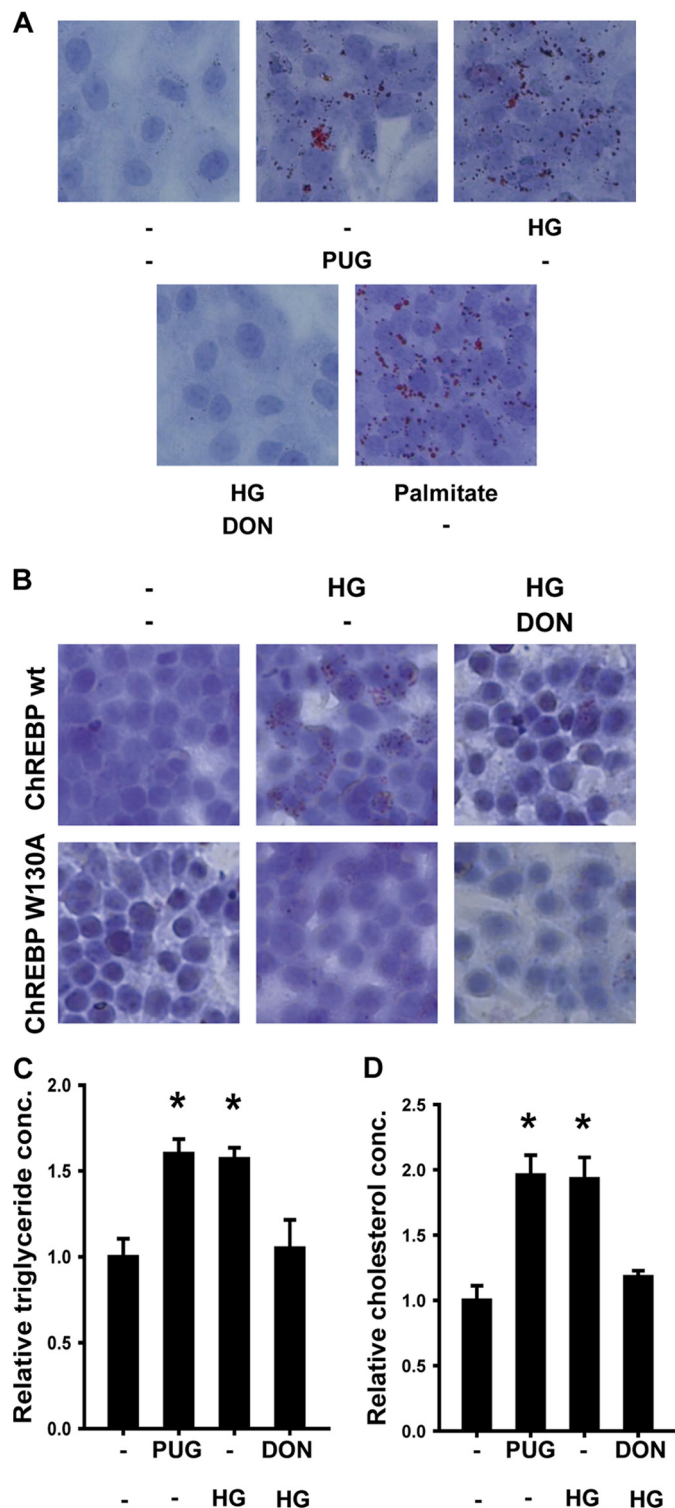 A
- - HG
- PUG -
HG Palmitate
DON -
B
- HG HG
- - DON
ChREBP wt
ChREBP W130A
C
Relative triglyceride conc.
2.0
* *
1.5
1.0
0.5
0.0
- PUG - DON
- - HG HG
D
Relative cholesterol conc.
2.5
* *
2.0
1.5
1.0
0.5
0.0
- PUG - DON
- - HG HG